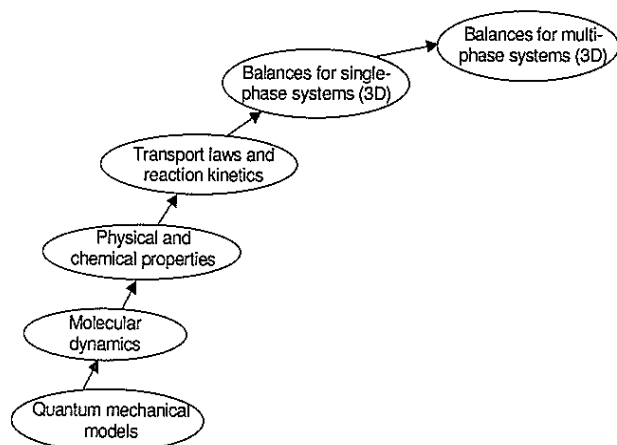 Balances for multi-
phase systems (3D)
Balances for single-
phase systems (3D)
Transport laws and
reaction kinetics
Physical and
chemical properties
Molecular
dynamics
Quantum mechanical
models